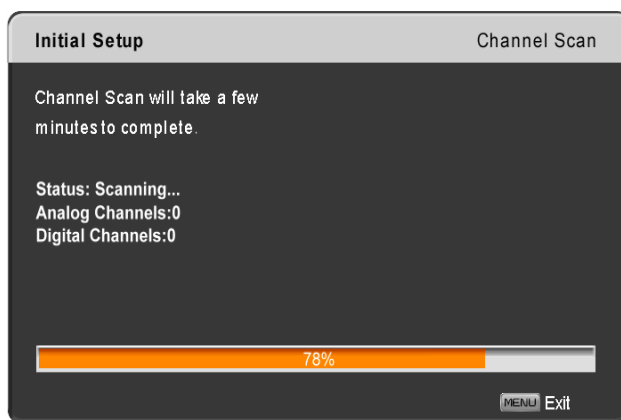 Initial Setup Channel Scan
Channel Scan will take a few
minutes to complete.
Status: Scanning...
Analog Channels:0
Digital Channels:0
78%
MENU Exit